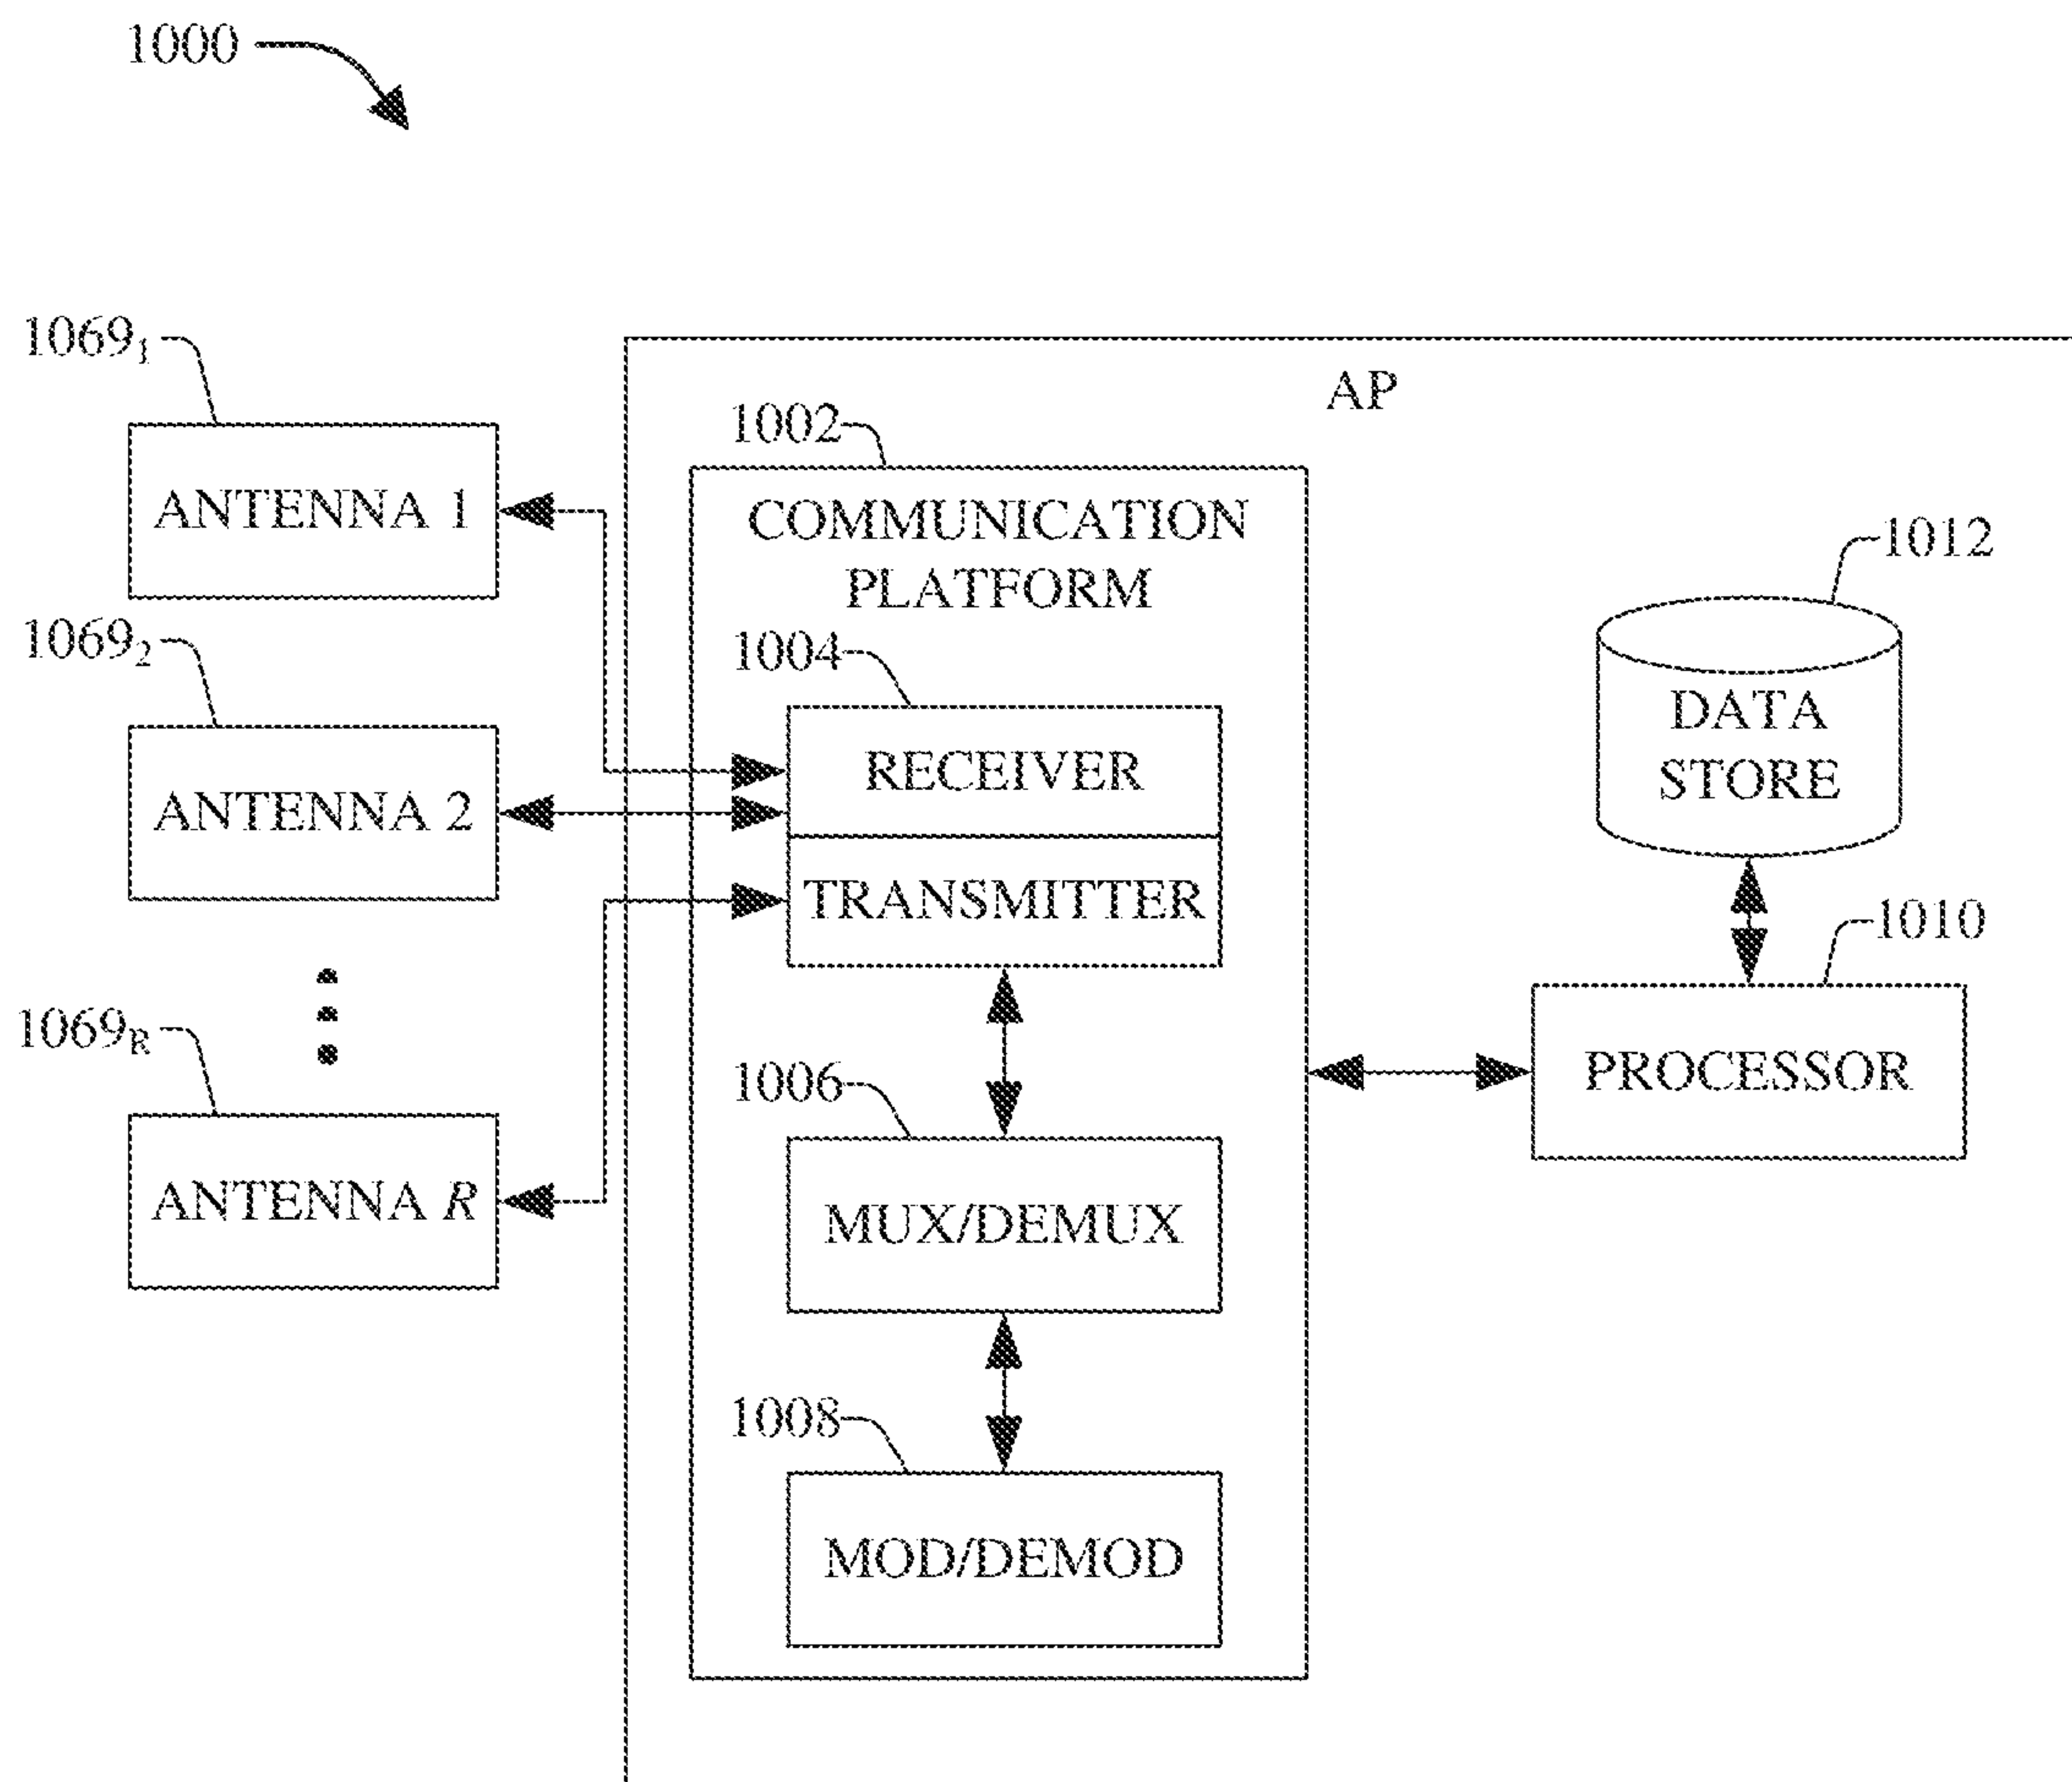 1000
1069₁
ANTENNA 1
1069₂
ANTENNA 2
1069R
ANTENNA R
AP
1002
COMMUNICATION
PLATFORM
1004
RECEIVER
TRANSMITTER
1006
MUX/DEMUX
1008
MOD/DEMOD
1012
DATA
STORE
1010
PROCESSOR